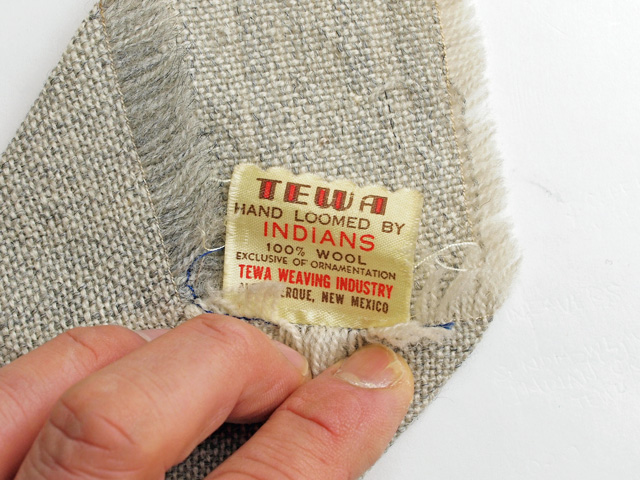 TEWA
HAND LOOMED BY
INDIANS
100% WOOL
EXCLUSIVE OF ORNAMENTATION
TEWA WEAVING INDUSTRY
NEW MEXICO